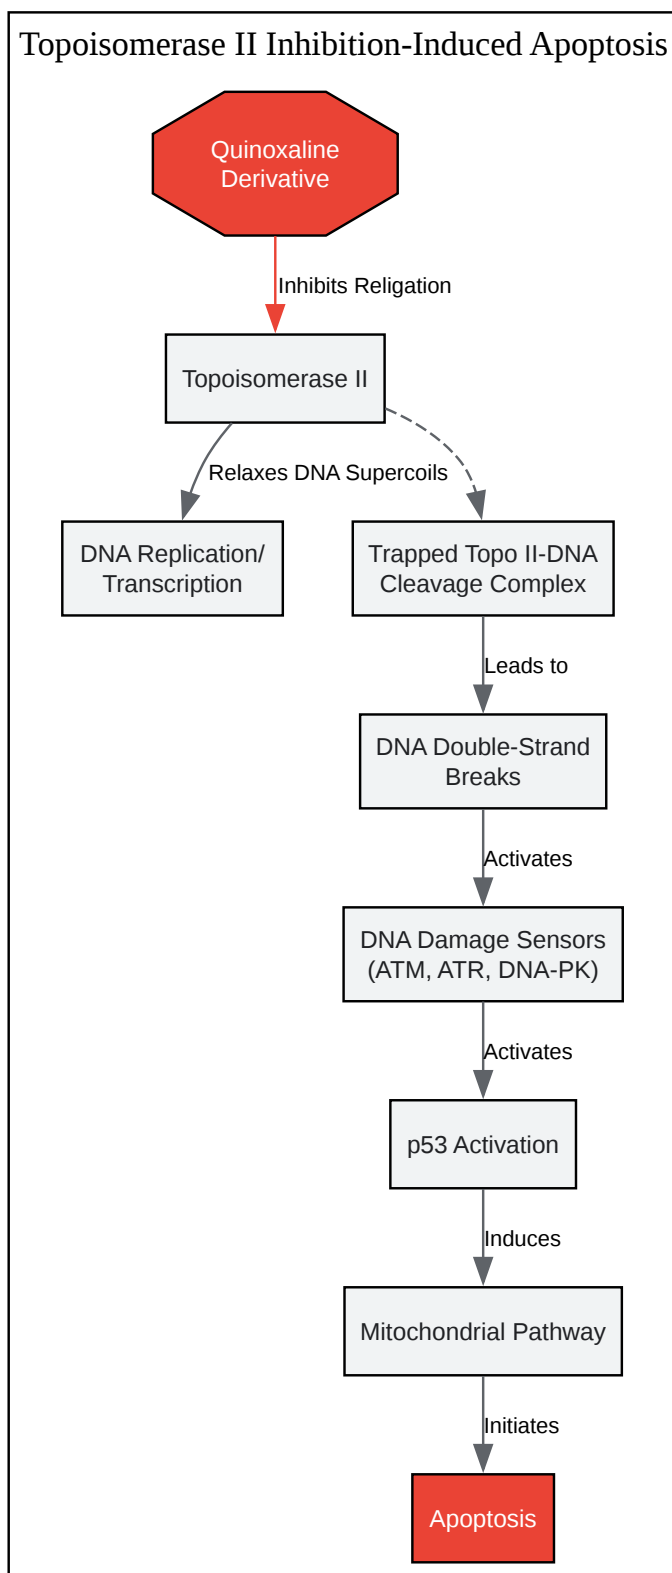 Topoisomerase II Inhibition-Induced Apoptosis
Quinoxaline
Derivative
Inhibits Religation
Topoisomerase II
Relaxes DNA Supercoils
DNA Replication/
Transcription
Trapped Topo II-DNA
Cleavage Complex
Leads to
DNA Double-Strand
Breaks
Activates
DNA Damage Sensors
(ATM, ATR, DNA-PK)
Activates
p53 Activation
Induces
Mitochondrial Pathway
Initiates
Apoptosis